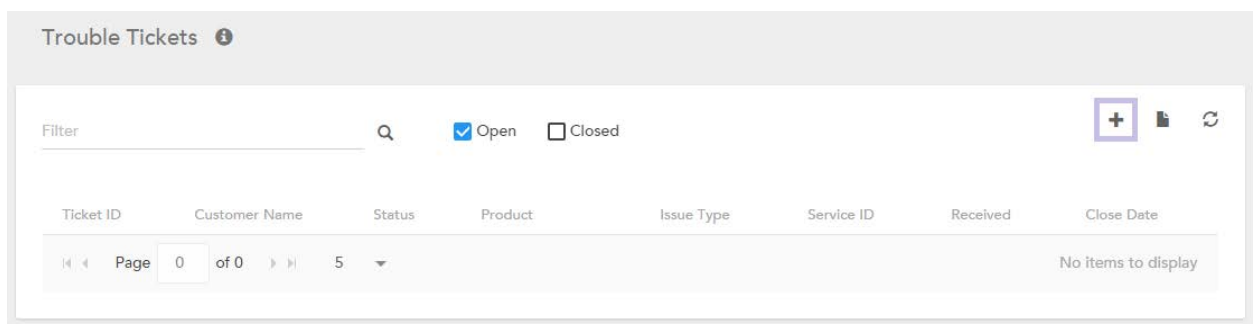 Trouble Tickets
Filter
Open Closed
Ticket ID Customer Name Status Product Issue Type Service ID Received Close Date
Page 0 of 0 5 No items to display